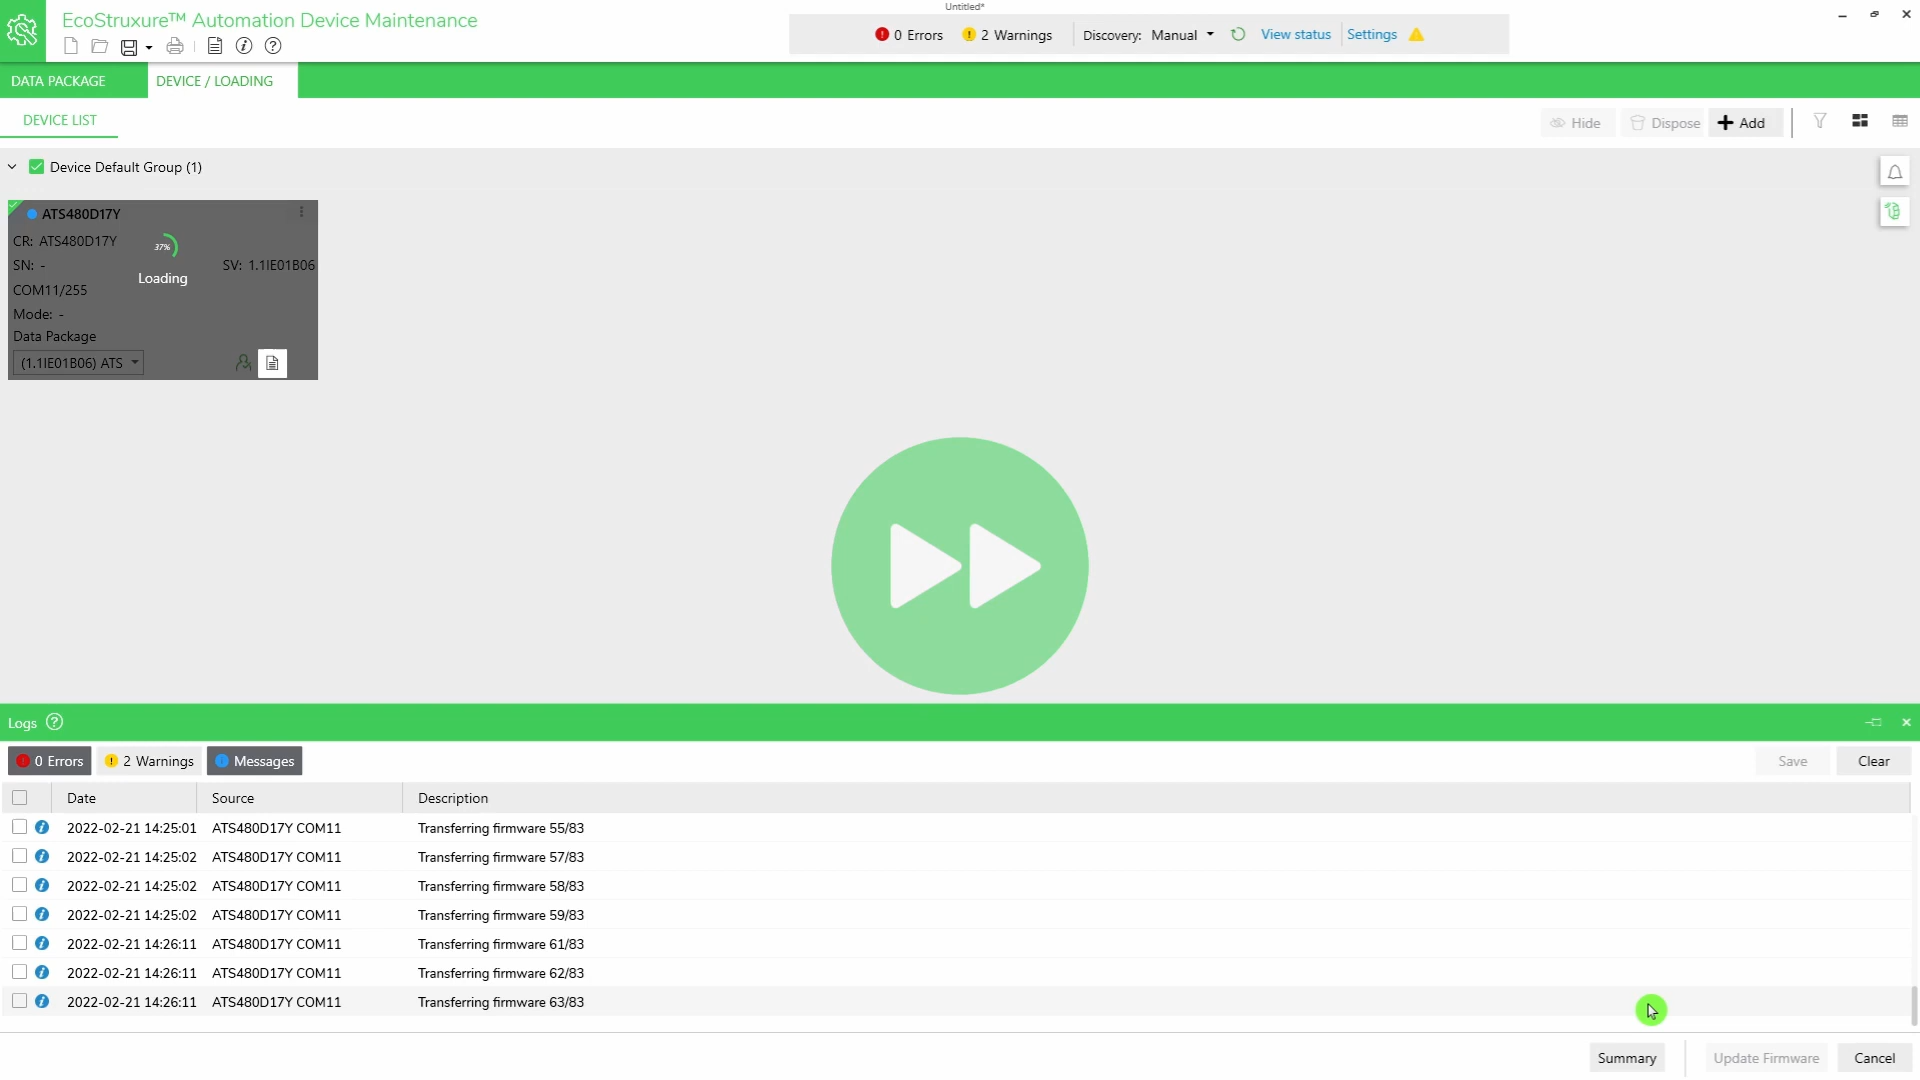 Untitled*
EcoStruxure™ Automation Device Maintenance
0 Errors 2 Warnings Discovery: Manual View status Settings
DATA PACKAGE DEVICE / LOADING
DEVICE LIST
Hide Dispose Add
Device Default Group (1)
ATS480D17Y
CR: ATS480D17Y 37%
SN: - SV: 1.1IE01B06
Loading
COM11/255
Mode: -
Data Package
(1.1IE01B06) ATS
Logs
0 Errors 2 Warnings Messages Save Clear
Date Source Description
2022-02-21 14:25:01 ATS480D17Y COM11 Transferring firmware 55/83
2022-02-21 14:25:02 ATS480D17Y COM11 Transferring firmware 57/83
2022-02-21 14:25:02 ATS480D17Y COM11 Transferring firmware 58/83
2022-02-21 14:25:02 ATS480D17Y COM11 Transferring firmware 59/83
2022-02-21 14:26:11 ATS480D17Y COM11 Transferring firmware 61/83
2022-02-21 14:26:11 ATS480D17Y COM11 Transferring firmware 62/83
2022-02-21 14:26:11 ATS480D17Y COM11 Transferring firmware 63/83
Summary Update Firmware Cancel